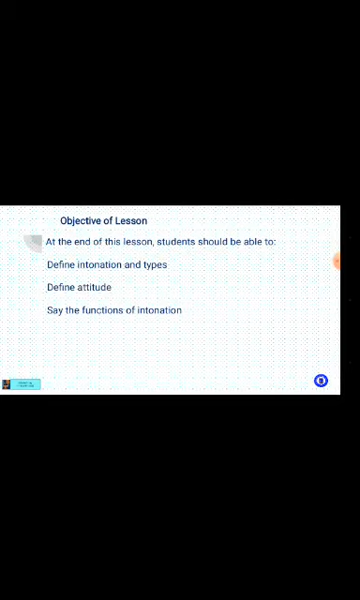 Objective of Lesson
At the end of this lesson, students should be able to:
Define intonation and types
Define attitude
Say the functions of intonation